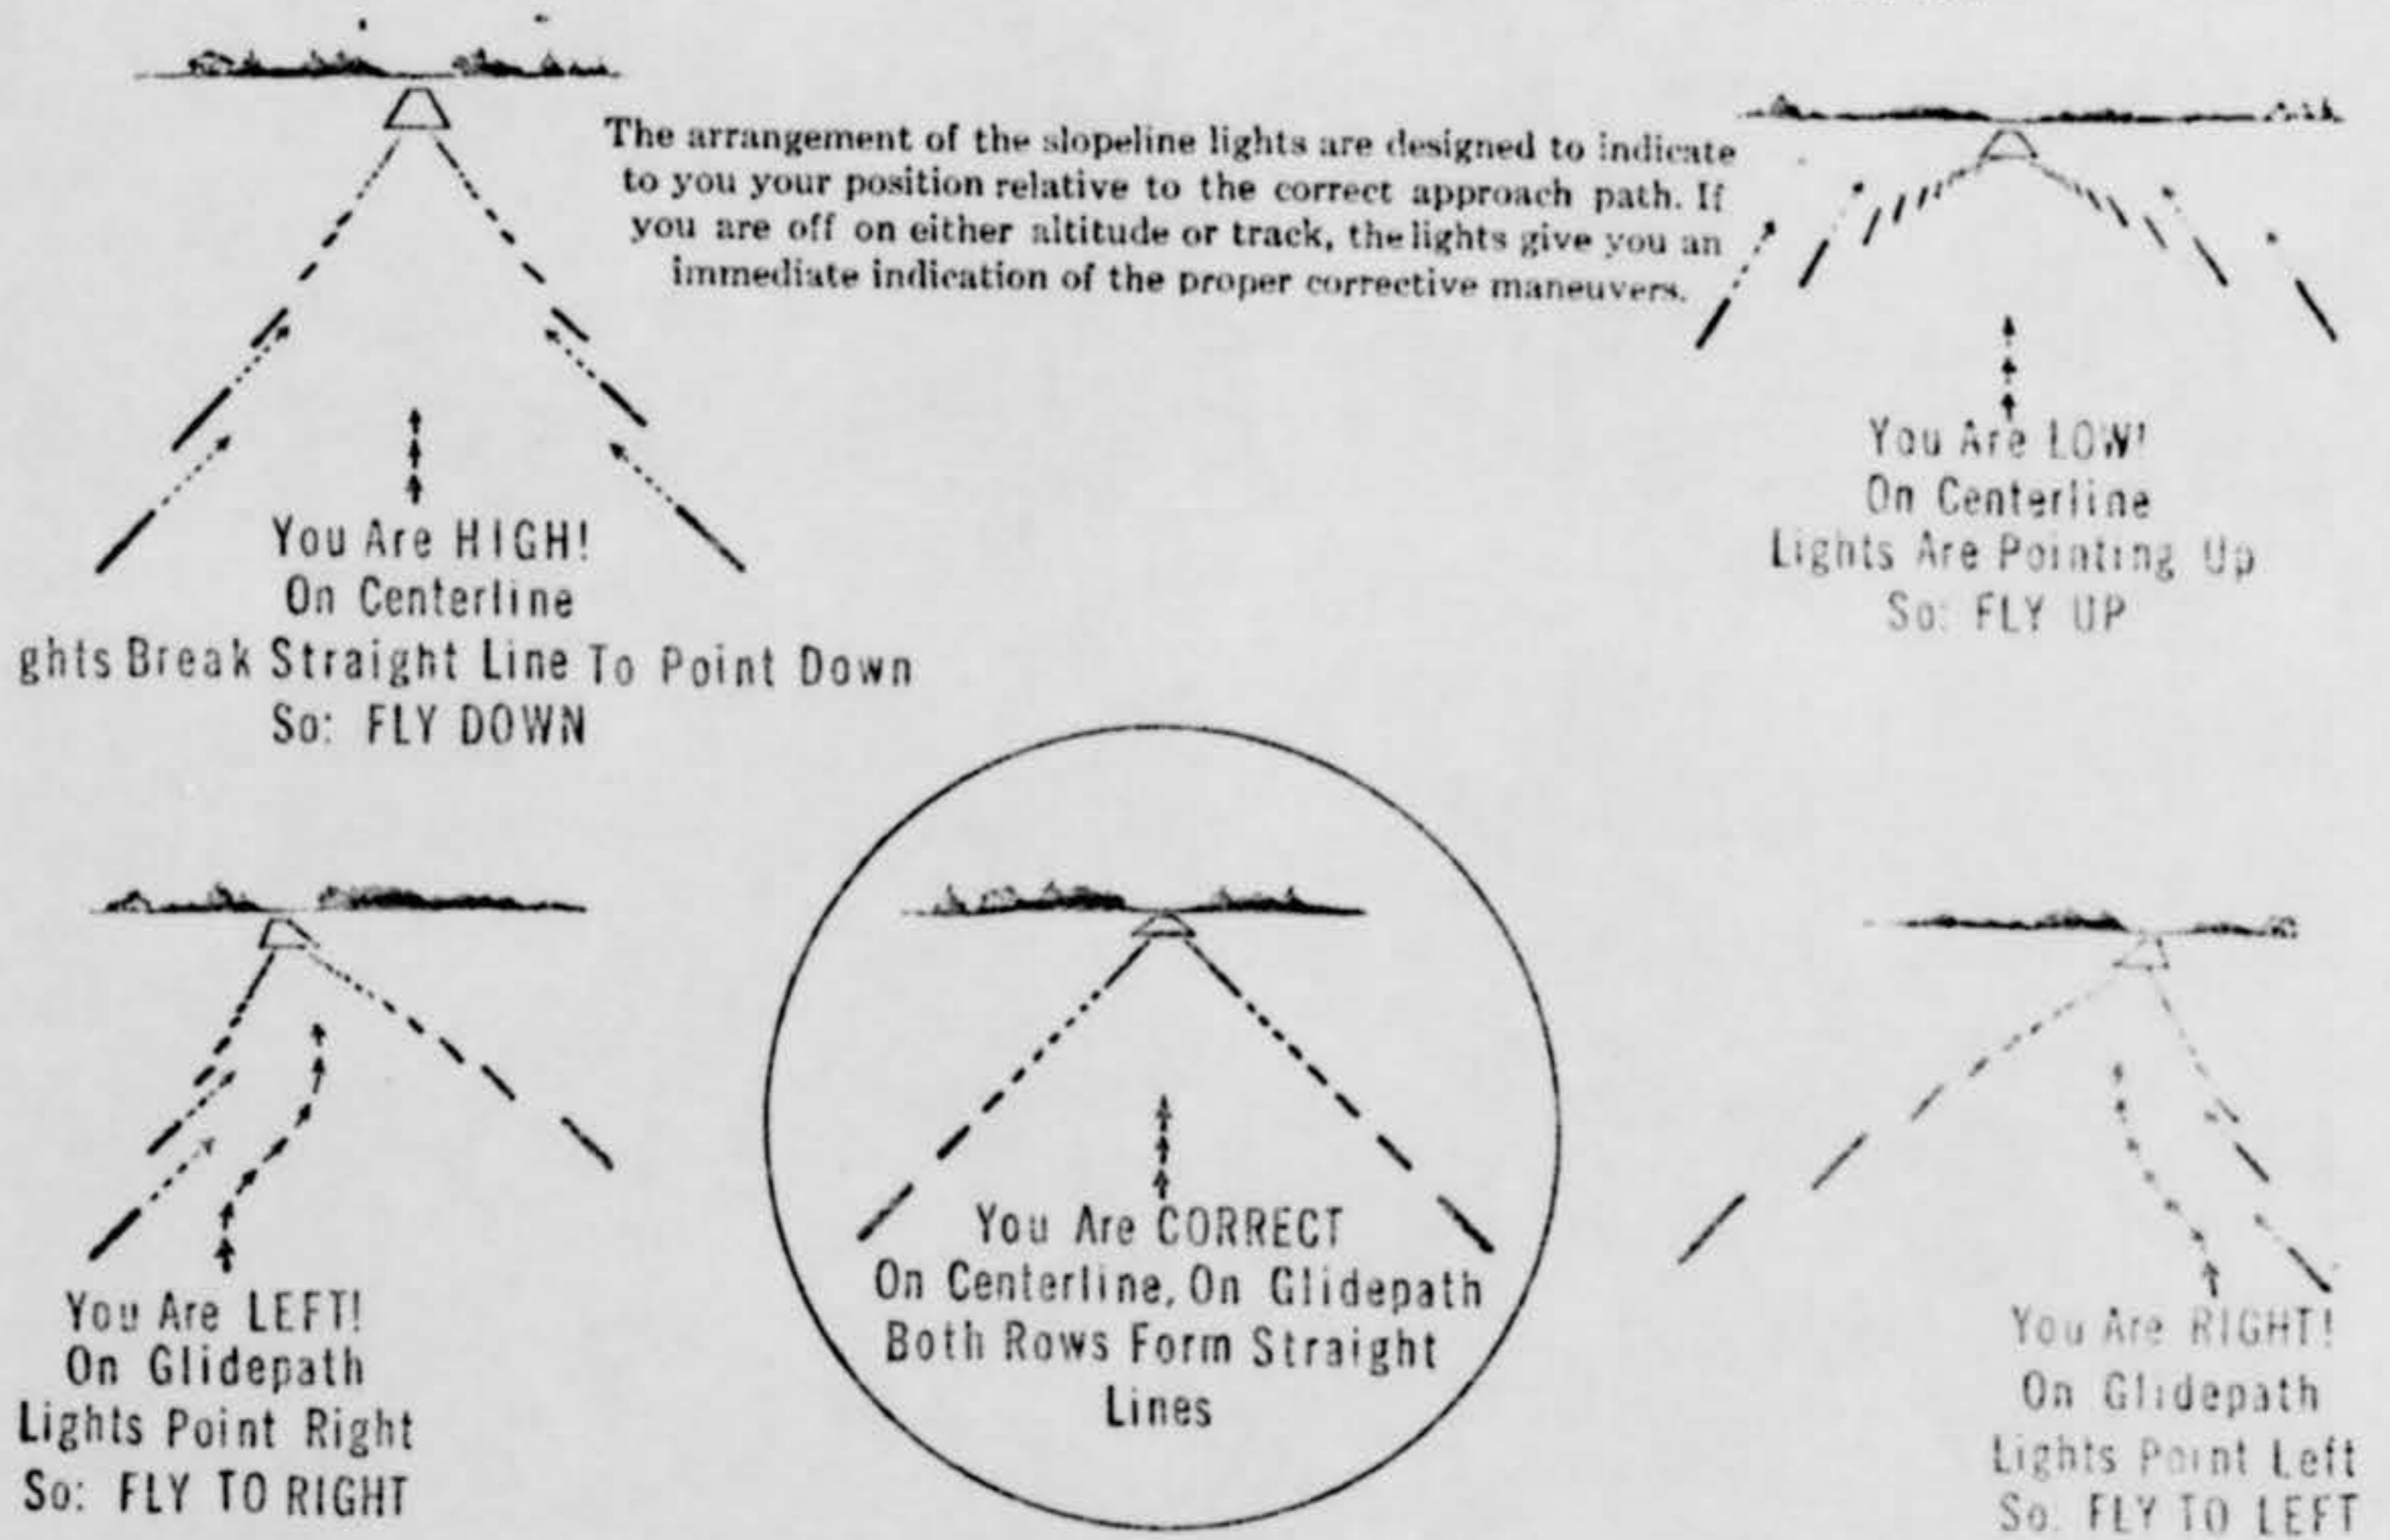 The arrangement of the slopeline lights are designed to indicate
to you your position relative to the correct approach path. If
you are off on either altitude or track, the lights give you an
immediate indication of the proper corrective maneuvers.
You Are HIGH!
On Centerline
ghts Break Straight Line To Point Down
So: FLY DOWN
You Are LOW!
On Centerline
Lights Are Pointing Up
So: FLY UP
You Are LEFT!
On Glidepath
Lights Point Right
So: FLY TO RIGHT
You Are CORRECT
On Centerline, On Glidepath
Both Rows Form Straight
Lines
You Are RIGHT!
On Glidepath
Lights Point Left
So: FLY TO LEFT